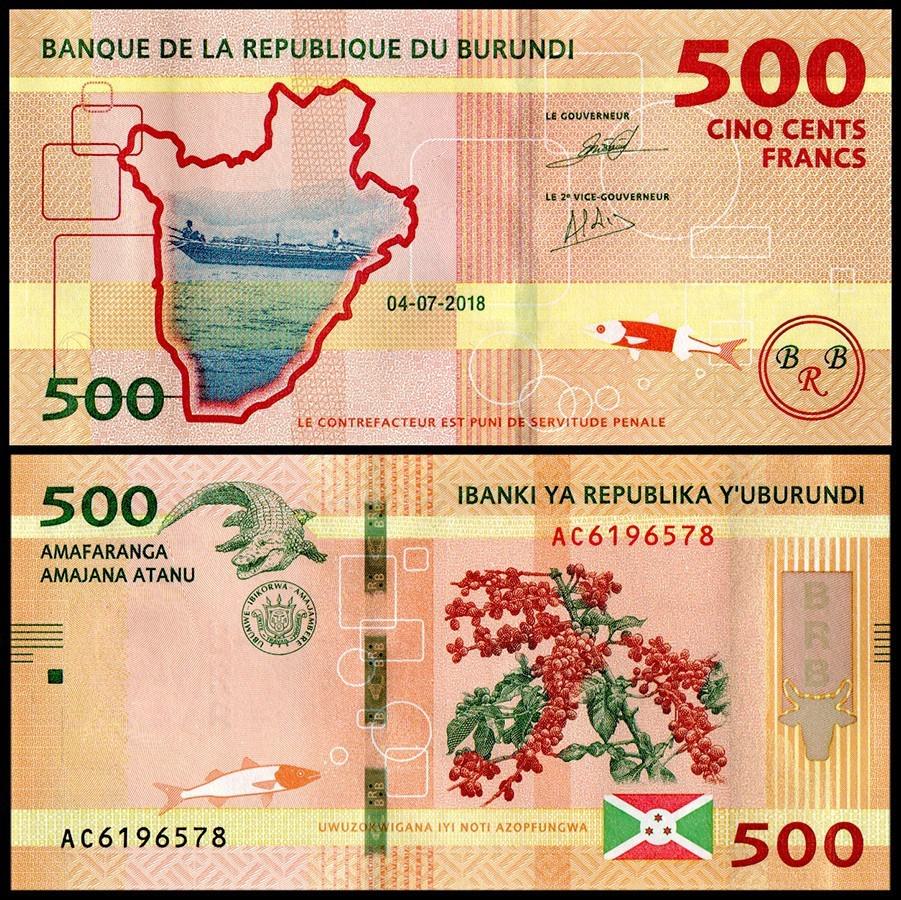 BANQUE DE LA REPUBLIQUE DU BURUNDI
500
CINQ CENTS
FRANCS
LE GOUVERNEUR
LE 2e VICE-GOUVERNEUR
04-07-2018
500
BRB
LE CONTREFACTEUR EST PUNI DE SERVITUDE PENALE
500
AMAFARANGA
AMAJANA ATANU
IBANKI YA REPUBLIKA Y'UBURUNDI
AC6196578
UBUMWE - IBIKORWA - AMAJAMBERE
BRB
AC6196578
UWUZOKWIGANA IYI NOTI AZOPFUNGWA
500